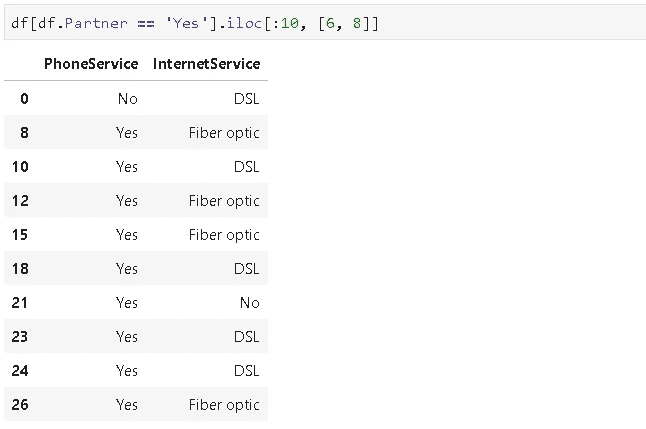 df[df.Partner == 'Yes'].iloc[:10, [6, 8]]
PhoneService InternetService
0 No DSL
8 Yes Fiber optic
10 Yes DSL
12 Yes Fiber optic
15 Yes Fiber optic
18 Yes DSL
21 Yes No
23 Yes DSL
24 Yes DSL
26 Yes Fiber optic